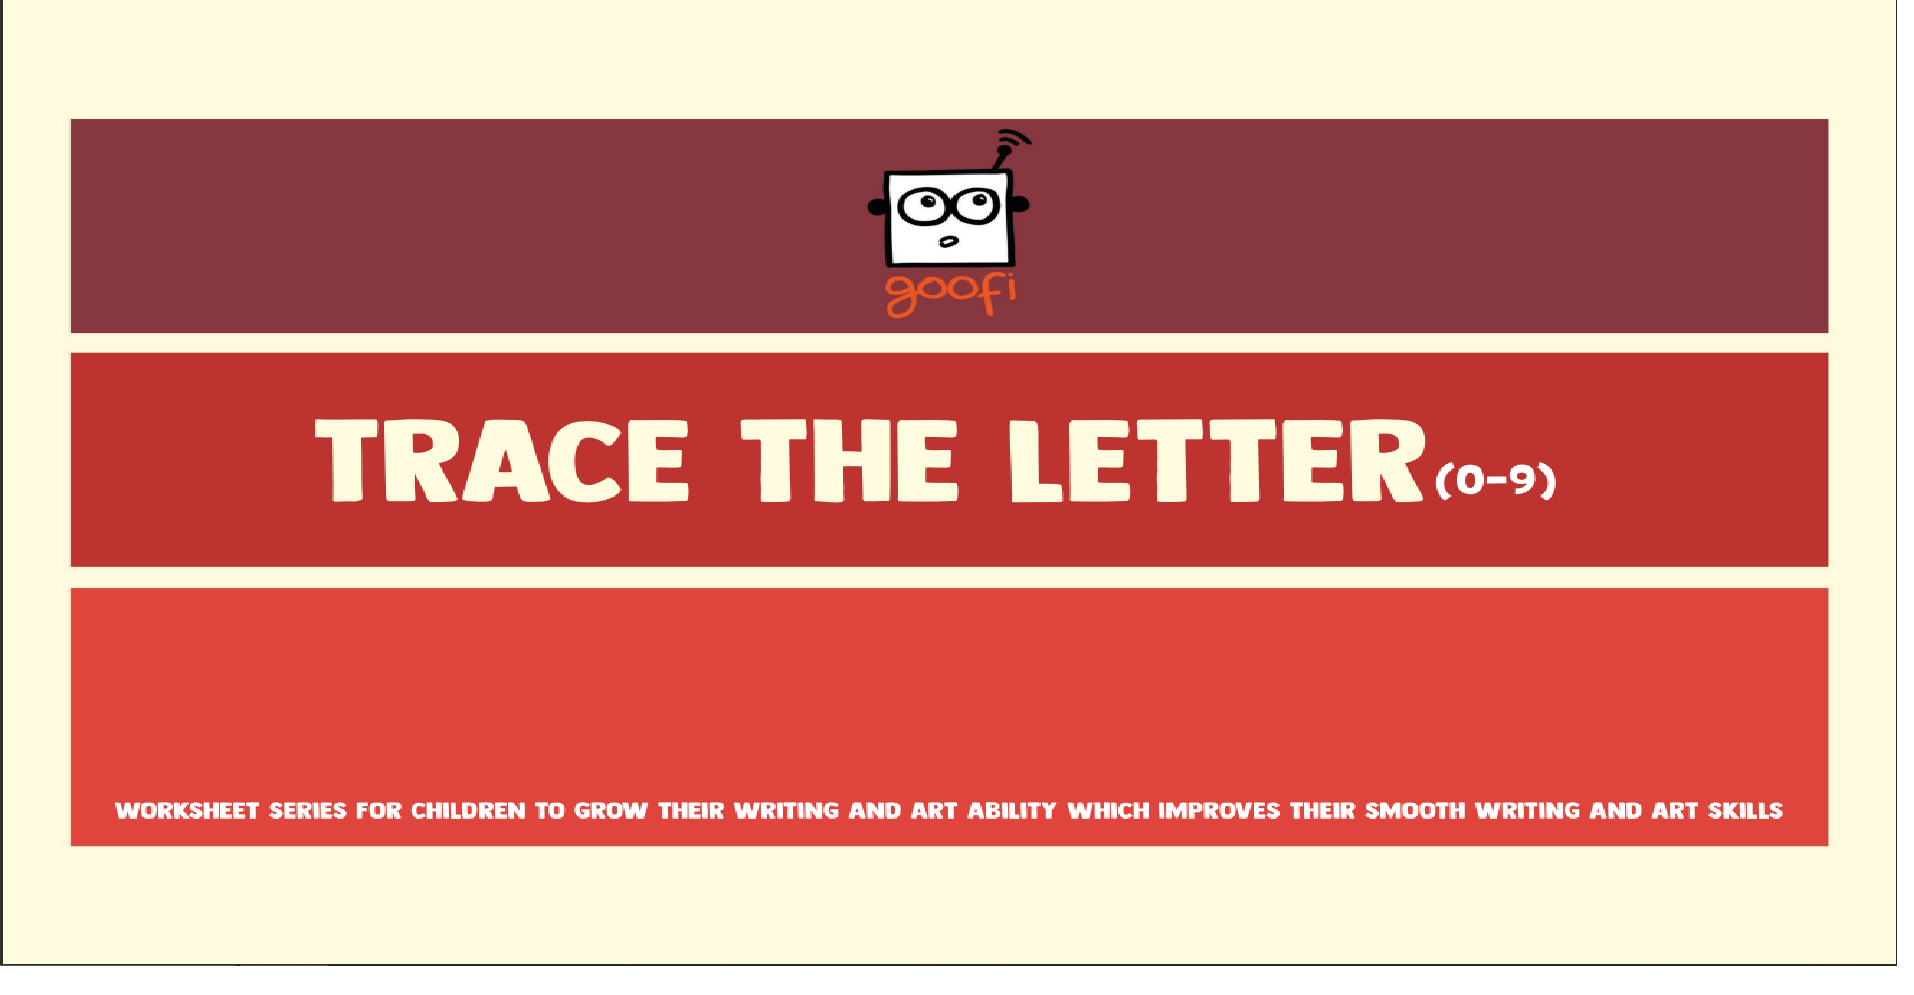 goofi
TRACE THE LETTER (0-9)
WORKSHEET SERIES FOR CHILDREN TO GROW THEIR WRITING AND ART ABILITY WHICH IMPROVES THEIR SMOOTH WRITING AND ART SKILLS